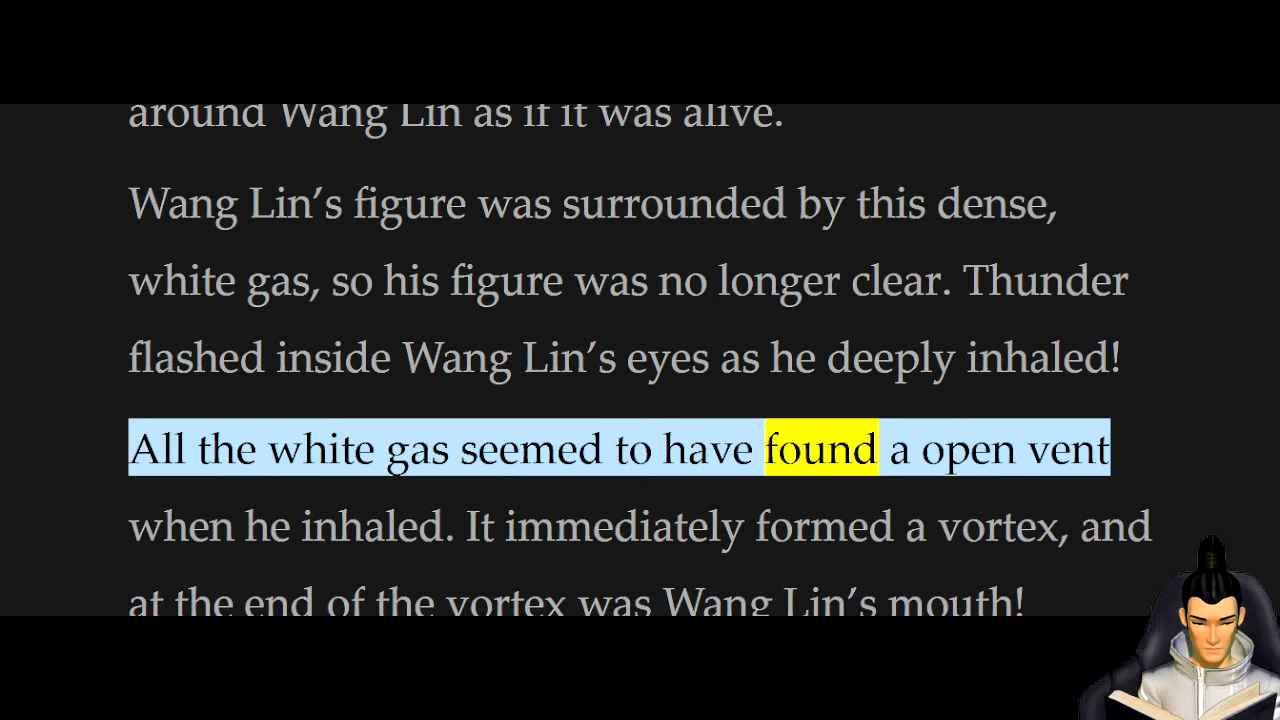 around Wang Lin as if it was alive.
Wang Lin’s figure was surrounded by this dense,
white gas, so his figure was no longer clear. Thunder
flashed inside Wang Lin’s eyes as he deeply inhaled!
All the white gas seemed to have found a open vent
when he inhaled. It immediately formed a vortex, and
at the end of the vortex was Wang Lin’s mouth!